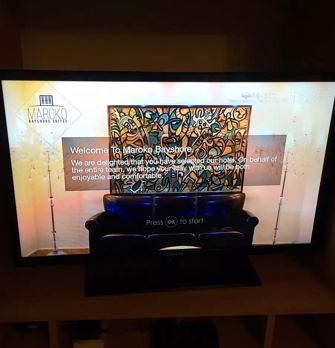 MAROKO
BAYSHORE SUITES
Welcome To Maroko Bayshore,
We are delighted that you have selected our hotel. On behalf of
the entire team, we hope your stay with us will be both
enjoyable and comfortable.
Press OK to start